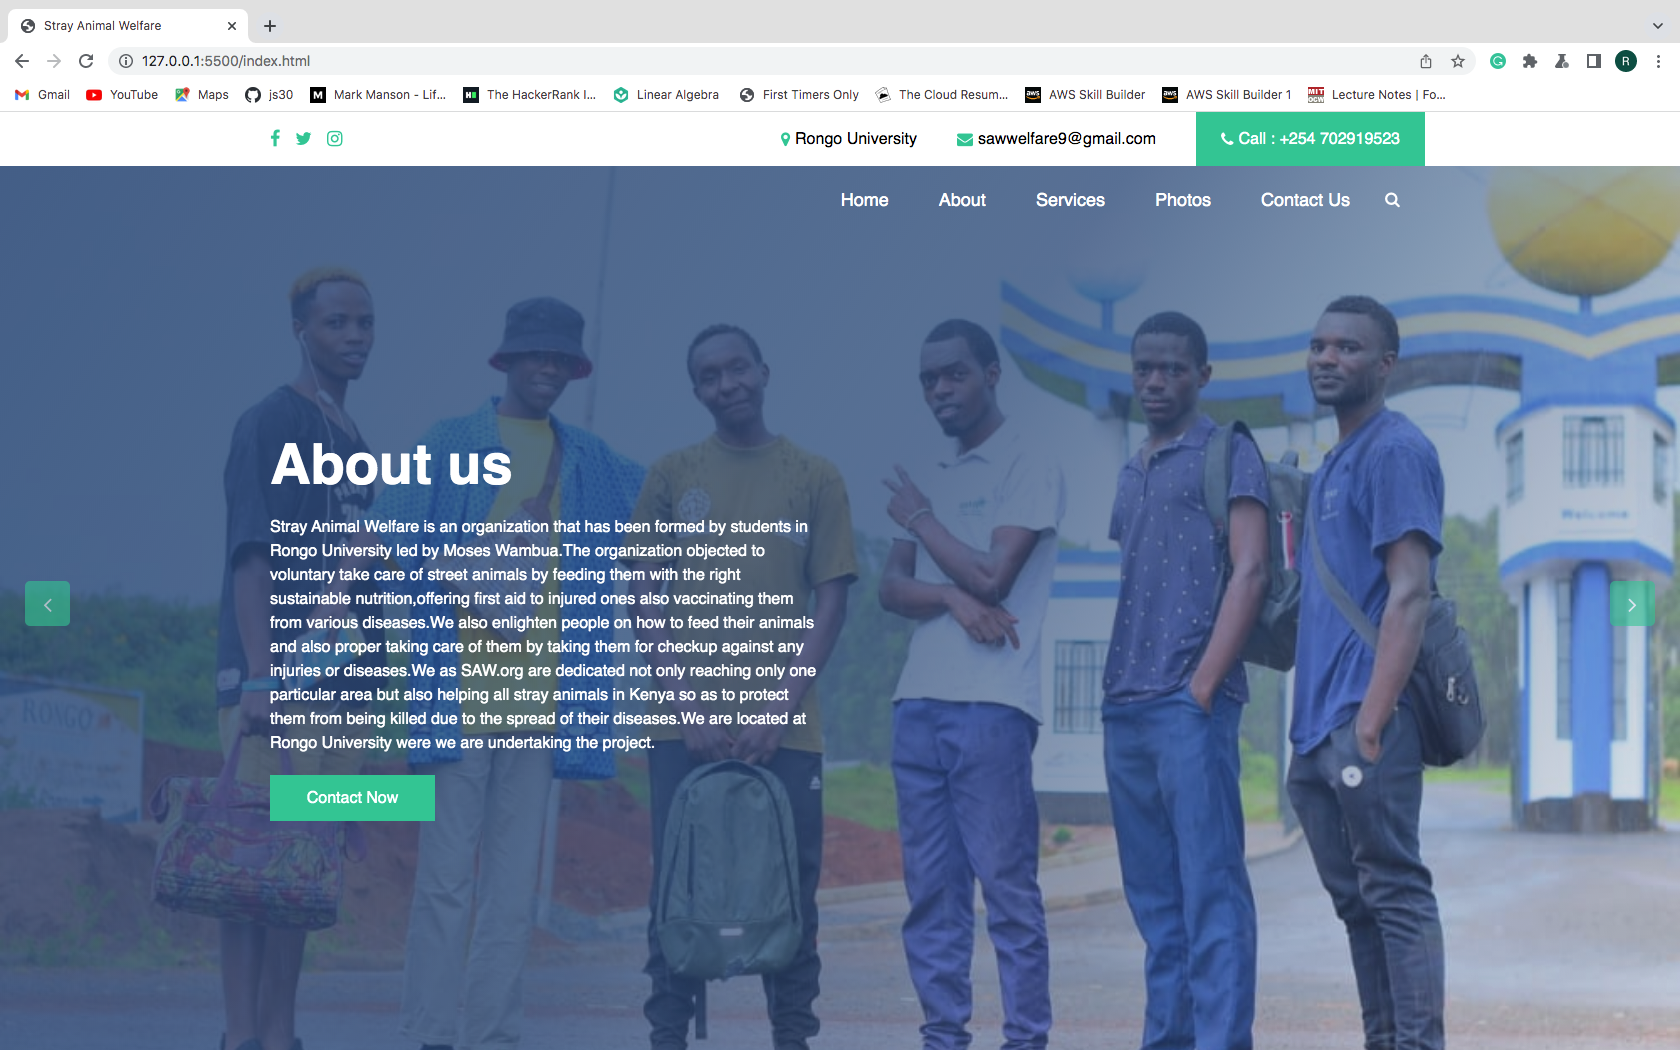 Stray Animal Welfare
127.0.0.1:5500/index.html
R
Gmail YouTube Maps js30 Mark Manson - Lif... The HackerRank I... Linear Algebra First Timers Only The Cloud Resum... AWS Skill Builder AWS Skill Builder 1 Lecture Notes | Fo...
Rongo University sawwelfare9@gmail.com Call : +254 702919523
Home About Services Photos Contact Us
About us
Stray Animal Welfare is an organization that has been formed by students in
Rongo University led by Moses Wambua.The organization objected to
voluntary take care of street animals by feeding them with the right
sustainable nutrition,offering first aid to injured ones also vaccinating them
from various diseases.We also enlighten people on how to feed their animals
and also proper taking care of them by taking them for checkup against any
injuries or diseases.We as SAW.org are dedicated not only reaching only one
particular area but also helping all stray animals in Kenya so as to protect
them from being killed due to the spread of their diseases.We are located at
Rongo University were we are undertaking the project.
Contact Now
RONGO
Welcome